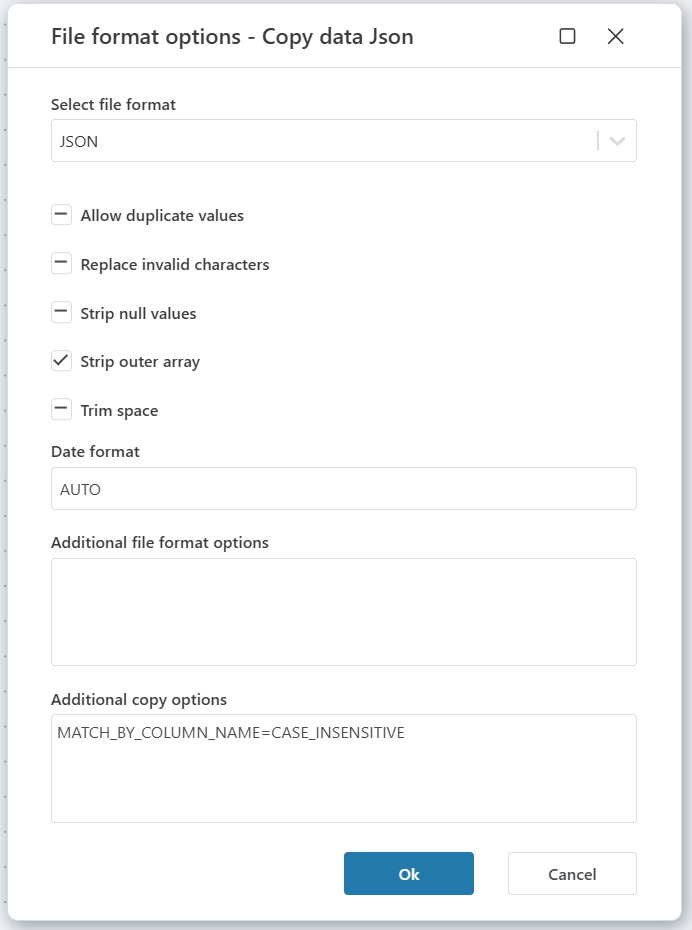 File format options - Copy data Json
Select file format
JSON
Allow duplicate values
Replace invalid characters
Strip null values
Strip outer array
Trim space
Date format
AUTO
Additional file format options
Additional copy options
MATCH_BY_COLUMN_NAME=CASE_INSENSITIVE
Ok
Cancel